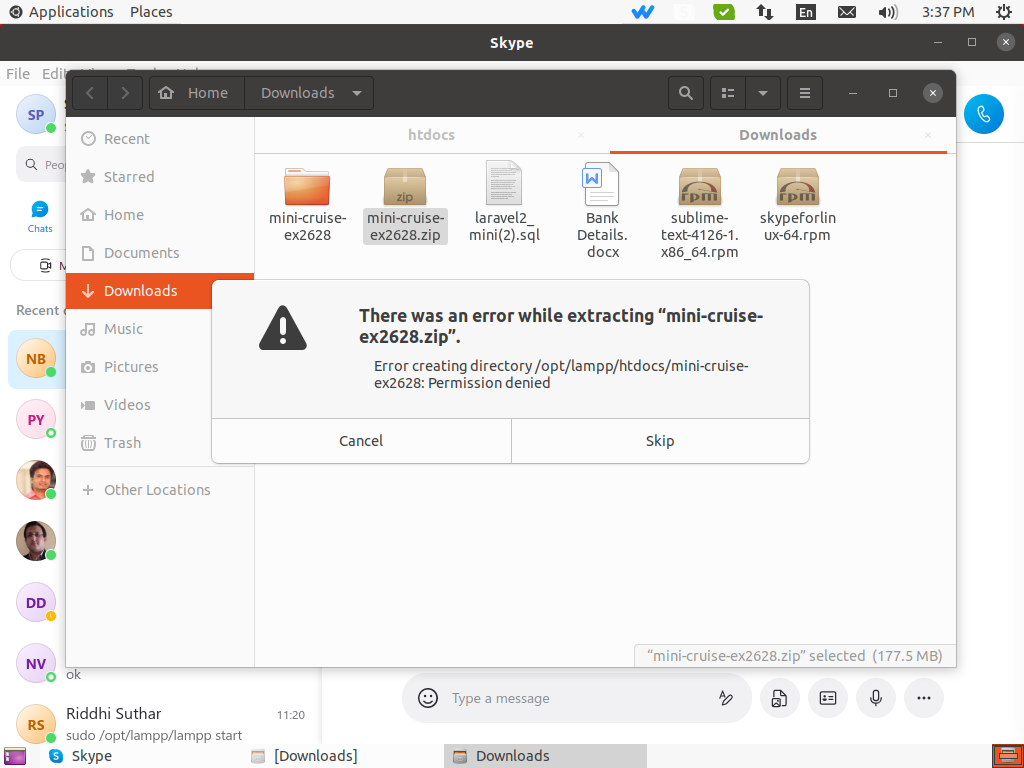 Applications Places En 3:37 PM
Skype
File Edit
Home Downloads
SP
Recent htdocs Downloads
Starred
Home
Documents
Downloads
Music
Pictures
Videos
Trash
Other Locations
Chats
Recent
zip
rpm
rpm
mini-cruise-
ex2628
mini-cruise-
ex2628.zip
laravel2_
mini(2).sql
W
Bank
Details.
docx
sublime-
text-4126-1.
x86_64.rpm
skypeforlin
ux-64.rpm
There was an error while extracting “mini-cruise-
ex2628.zip”.
Error creating directory /opt/lampp/htdocs/mini-cruise-
ex2628: Permission denied
Cancel Skip
“mini-cruise-ex2628.zip” selected (177.5 MB)
NB
PY
DD
NV
ok
RS
Riddhi Suthar 11:20
sudo /opt/lampp/lampp start
Type a message
Skype [Downloads] Downloads